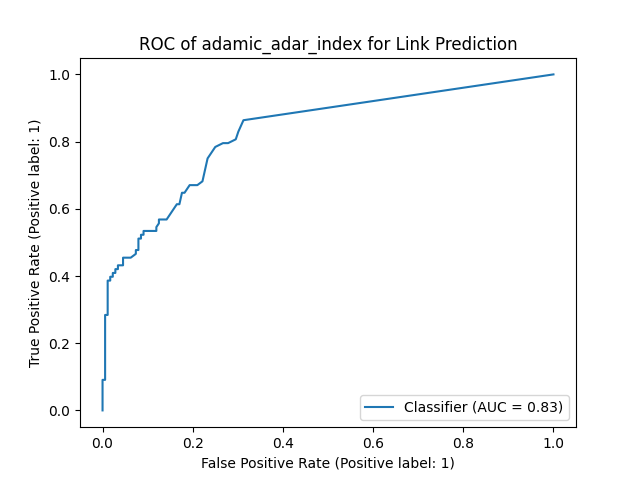 ROC of adamic_adar_index for Link Prediction
1.0
0.8
0.6
0.4
0.2
0.0
True Positive Rate (Positive label: 1)
Classifier (AUC = 0.83)
0.0 0.2 0.4 0.6 0.8 1.0
False Positive Rate (Positive label: 1)